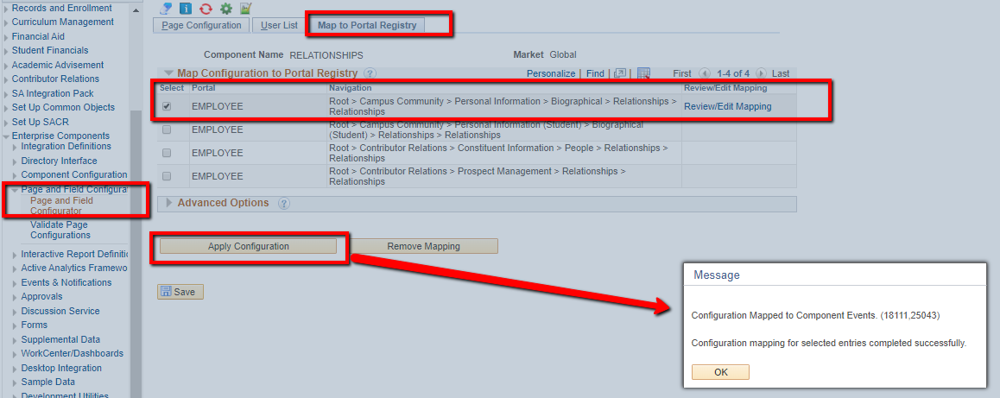 Records and Enrollment
Curriculum Management
Financial Aid
Student Financials
Academic Advisement
Contributor Relations
SA Integration Pack
Set Up Common Objects
Set Up SACR
Enterprise Components
Integration Definitions
Directory Interface
Component Configuration
Page and Field Configurat
Page and Field
Configurator
Validate Page
Configurations
Interactive Report Definitio
Active Analytics Framewo
Events & Notifications
Approvals
Discussion Service
Forms
Supplemental Data
WorkCenter/Dashboards
Desktop Integration
Sample Data
Development Utilities
Page Configuration User List Map to Portal Registry
Component Name RELATIONSHIPS Market Global
Map Configuration to Portal Registry ? Personalize | Find | | First 1-4 of 4 Last
Select Portal Navigation Review/Edit Mapping
EMPLOYEE Root > Campus Community > Personal Information > Biographical > Relationships > Review/Edit Mapping
Relationships
EMPLOYEE Root > Campus Community > Personal Information (Student) > Biographical
(Student) > Relationships > Relationships
EMPLOYEE Root > Contributor Relations > Constituent Information > People > Relationships >
Relationships
EMPLOYEE Root > Contributor Relations > Prospect Management > Relationships >
Relationships
Advanced Options ?
Apply Configuration Remove Mapping
Save
Message
Configuration Mapped to Component Events. (18111,25043)
Configuration mapping for selected entries completed successfully.
OK